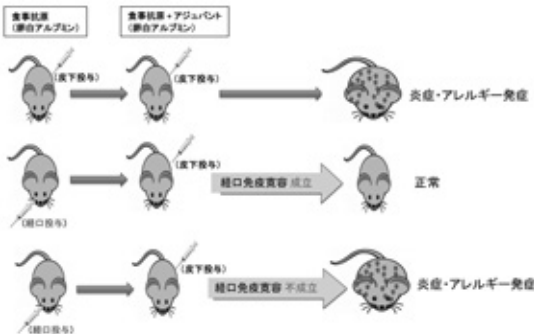 食事抗原
(卵白アルブミン)
食事抗原+アジュバント
(卵白アルブミン)
(皮下投与)
(皮下投与)
炎症・アレルギー発症
(皮下投与)
経口免疫寛容 成立
正常
(経口投与)
(皮下投与)
経口免疫寛容 不成立
炎症・アレルギー発症
(経口投与)